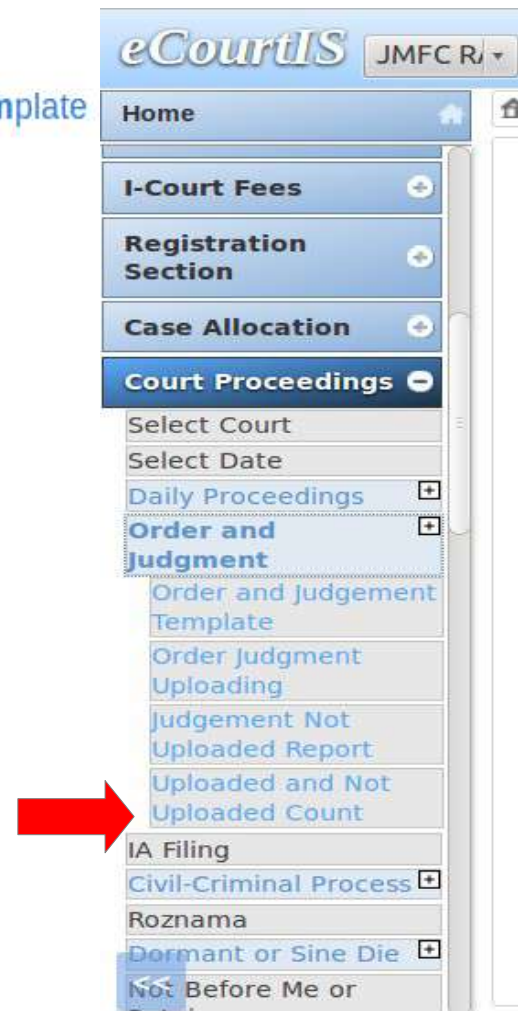 eCourtIS JMFC RA
mplate
Home
I-Court Fees
Registration
Section
Case Allocation
Court Proceedings
Select Court
Select Date
Daily Proceedings
Order and
Judgment
Order and Judgement
Template
Order Judgment
Uploading
Judgement Not
Uploaded Report
Uploaded and Not
Uploaded Count
IA Filing
Civil-Criminal Process
Roznama
Dormant or Sine Die
<<
Not Before Me or